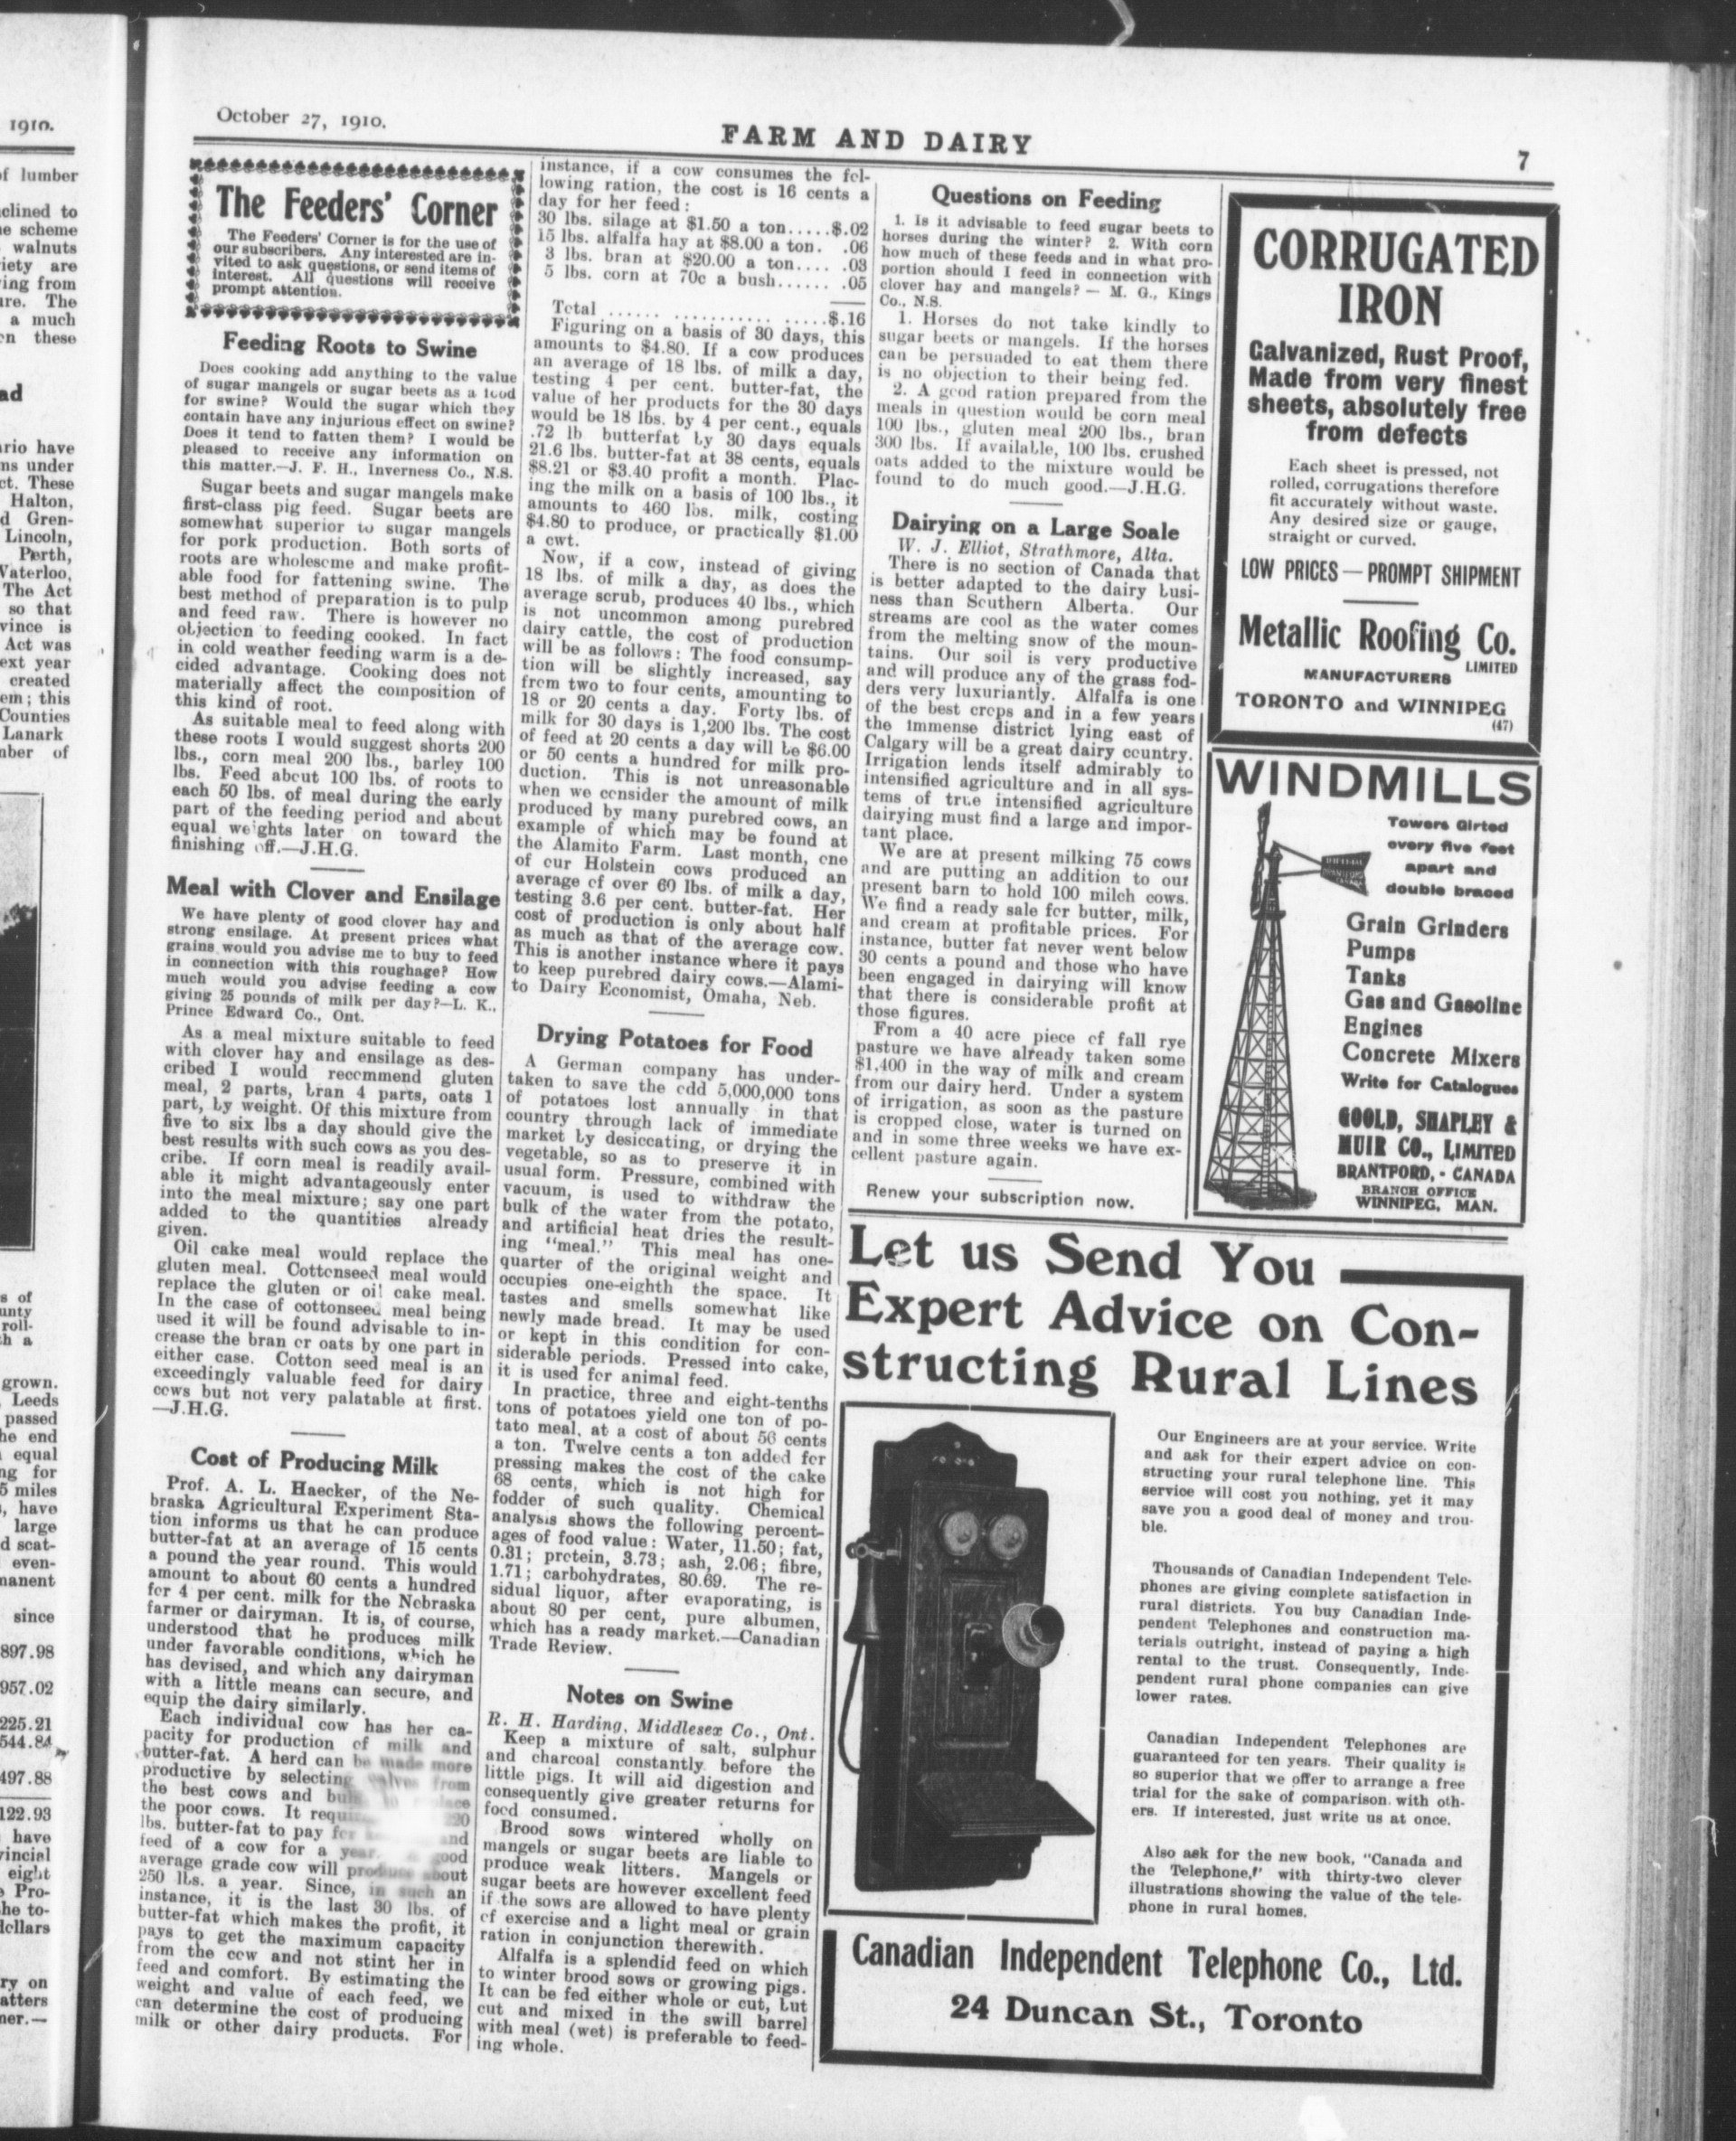 October 27, 1910.
FARM AND DAIRY
7
The Feeders' Corner
The Feeders' Corner is for the use of
our subscribers. Any interested are in-
vited to ask questions, or send items of
interest. All questions will receive
prompt attention.
Feeding Roots to Swine
Does cooking add anything to the value
of sugar mangels or sugar beets as a food
for swine? Would the sugar which they
contain have any injurious effect on swine?
Does it tend to fatten them? I would be
pleased to receive any information on
this matter.—J. F. H., Inverness Co., N.S.
Sugar beets and sugar mangels make
first-class pig feed. Sugar beets are
somewhat superior to sugar mangels
for pork production. Both sorts of
roots are wholesome and make profit-
able food for fattening swine. The
best method of preparation is to pulp
and feed raw. There is however no
objection to feeding cooked. In fact
in cold weather feeding warm is a de-
cided advantage. Cooking does not
materially affect the composition of
this kind of root.
As suitable meal to feed along with
these roots I would suggest shorts 200
lbs., corn meal 200 lbs., barley 100
lbs. Feed about 100 lbs. of roots to
each 50 lbs. of meal during the early
part of the feeding period and about
equal weights later on toward the
finishing off.—J.H.G.
Meal with Clover and Ensilage
We have plenty of good clover hay and
strong ensilage. At present prices what
grains would you advise me to buy to feed
in connection with this roughage? How
much would you advise feeding a cow
giving 25 pounds of milk per day?—L. K.,
Prince Edward Co., Ont.
As a meal mixture suitable to feed
with clover hay and ensilage as des-
cribed I would recommend gluten
meal, 2 parts, bran 4 parts, oats 1
part, by weight. Of this mixture from
five to six lbs a day should give the
best results with such cows as you des-
cribe. If corn meal is readily avail-
able it might advantageously enter
into the meal mixture; say one part
added to the quantities already
given.
Oil cake meal would replace the
gluten meal. Cottonseed meal would
replace the gluten or oil cake meal.
In the case of cottonseed meal being
used it will be found advisable to in-
crease the bran or oats by one part in
either case. Cotton seed meal is an
exceedingly valuable feed for dairy
cows but not very palatable at first.
—J.H.G.
Cost of Producing Milk
Prof. A. L. Haecker, of the Ne-
braska Agricultural Experiment Sta-
tion informs us that he can produce
butter-fat at an average of 15 cents
a pound the year round. This would
amount to about 60 cents a hundred
for 4 per cent. milk for the Nebraska
farmer or dairyman. It is, of course,
understood that he produces milk
under favorable conditions, which he
has devised, and which any dairyman
with a little means can secure, and
equip the dairy similarly.
Each individual cow has her ca-
pacity for production of milk and
butter-fat. A herd can be made more
productive by selecting calves from
the best cows and
the poor cows. It 220
lbs. butter-fat to pay for and
feed of a cow for a year. good
average grade cow will produce about
250 lbs. a year. Since, in such an
instance, it is the last 30 lbs. of
butter-fat which makes the profit, it
pays to get the maximum capacity
from the cow and not stint her in
feed and comfort. By estimating the
weight and value of each feed, we
can determine the cost of producing
milk or other dairy products. For
instance, if a cow consumes the fol-
lowing ration, the cost is 16 cents a
day for her feed:
30 lbs. silage at $1.50 a ton.....$.02
15 lbs. alfalfa hay at $8.00 a ton. .06
3 lbs. bran at $20.00 a ton.... .03
5 lbs. corn at 70c a bush...... .05
Total ...... ........... .....$.16
Figuring on a basis of 30 days, this
amounts to $4.80. If a cow produces
an average of 18 lbs. of milk a day,
testing 4 per cent. butter-fat, the
value of her products for the 30 days
would be 18 lbs. by 4 per cent., equals
.72 lb butterfat by 30 days equals
21.6 lbs. butter-fat at 38 cents, equals
$8.21 or $3.40 profit a month. Plac-
ing the milk on a basis of 100 lbs., it
amounts to 460 lbs. milk, costing
$4.80 to produce, or practically $1.00
a cwt.
Now, if a cow, instead of giving
18 lbs. of milk a day, as does the
average scrub, produces 40 lbs., which
is not uncommon among purebred
dairy cattle, the cost of production
will be as follows: The food consump-
tion will be slightly increased, say
from two to four cents, amounting to
18 or 20 cents a day. Forty lbs. of
milk for 30 days is 1,200 lbs. The cost
of feed at 20 cents a day will be $6.00
or 50 cents a hundred for milk pro-
duction. This is not unreasonable
when we consider the amount of milk
produced by many purebred cows, an
example of which may be found at
the Alamito Farm. Last month, one
of our Holstein cows produced an
average of over 60 lbs. of milk a day,
testing 3.6 per cent. butter-fat. Her
cost of production is only about half
as much as that of the average cow.
This is another instance where it pays
to keep purebred dairy cows.—Alami-
to Dairy Economist, Omaha, Neb.
Drying Potatoes for Food
A German company has under-
taken to save the odd 5,000,000 tons
of potatoes lost annually in that
country through lack of immediate
market by desiccating, or drying the
vegetable, so as to preserve it in
usual form. Pressure, combined with
vacuum, is used to withdraw the
bulk of the water from the potato,
and artificial heat dries the result-
ing "meal." This meal has one-
quarter of the original weight and
occupies one-eighth the space. It
tastes and smells somewhat like
newly made bread. It may be used
or kept in this condition for con-
siderable periods. Pressed into cake,
it is used for animal feed.
In practice, three and eight-tenths
tons of potatoes yield one ton of po-
tato meal, at a cost of about 56 cents
a ton. Twelve cents a ton added for
pressing makes the cost of the cake
68 cents, which is not high for
fodder of such quality. Chemical
analysis shows the following percent-
ages of food value: Water, 11.50; fat,
0.31; protein, 3.73; ash, 2.06; fibre,
1.71; carbohydrates, 80.69. The re-
sidual liquor, after evaporating, is
about 80 per cent, pure albumen,
which has a ready market.—Canadian
Trade Review.
Notes on Swine
R. H. Harding, Middlesex Co., Ont.
Keep a mixture of salt, sulphur
and charcoal constantly before the
little pigs. It will aid digestion and
consequently give greater returns for
food consumed.
Brood sows wintered wholly on
mangels or sugar beets are liable to
produce weak litters. Mangels or
sugar beets are however excellent feed
if the sows are allowed to have plenty
of exercise and a light meal or grain
ration in conjunction therewith.
Alfalfa is a splendid feed on which
to winter brood sows or growing pigs.
It can be fed either whole or cut, but
cut and mixed in the swill barrel
with meal (wet) is preferable to feed-
ing whole.
Questions on Feeding
1. Is it advisable to feed sugar beets to
horses during the winter? 2. With corn
how much of these feeds and in what pro-
portion should I feed in connection with
clover hay and mangels? — M. G., Kings
Co., N.S.
1. Horses do not take kindly to
sugar beets or mangels. If the horses
can be persuaded to eat them there
is no objection to their being fed.
2. A good ration prepared from the
meals in question would be corn meal
100 lbs., gluten meal 200 lbs., bran
300 lbs. If available, 100 lbs. crushed
oats added to the mixture would be
found to do much good.—J.H.G.
Dairying on a Large Soale
W. J. Elliot, Strathmore, Alta.
There is no section of Canada that
is better adapted to the dairy busi-
ness than Southern Alberta. Our
streams are cool as the water comes
from the melting snow of the moun-
tains. Our soil is very productive
and will produce any of the grass fod-
ders very luxuriantly. Alfalfa is one
of the best crops and in a few years
the immense district lying east of
Calgary will be a great dairy country.
Irrigation lends itself admirably to
intensified agriculture and in all sys-
tems of true intensified agriculture
dairying must find a large and impor-
tant place.
We are at present milking 75 cows
and are putting an addition to our
present barn to hold 100 milch cows.
We find a ready sale for butter, milk,
and cream at profitable prices. For
instance, butter fat never went below
30 cents a pound and those who have
been engaged in dairying will know
that there is considerable profit at
those figures.
From a 40 acre piece of fall rye
pasture we have already taken some
$1,400 in the way of milk and cream
from our dairy herd. Under a system
of irrigation, as soon as the pasture
is cropped close, water is turned on
and in some three weeks we have ex-
cellent pasture again.
Renew your subscription now.
CORRUGATED
IRON
Galvanized, Rust Proof,
Made from very finest
sheets, absolutely free
from defects
Each sheet is pressed, not
rolled, corrugations therefore
fit accurately without waste.
Any desired size or gauge,
straight or curved.
LOW PRICES — PROMPT SHIPMENT
Metallic Roofing Co.
LIMITED
MANUFACTURERS
TORONTO and WINNIPEG
(47)
WINDMILLS
Towers Girted
every five feet
apart and
double braced
Grain Grinders
Pumps
Tanks
Gas and Gasoline
Engines
Concrete Mixers
Write for Catalogues
GOOLD, SHAPLEY &
MUIR CO., LIMITED
BRANTFORD, - CANADA
BRANCH OFFICE
WINNIPEG, MAN.
Let us Send You
Expert Advice on Con-
structing Rural Lines
Our Engineers are at your service. Write
and ask for their expert advice on con-
structing your rural telephone line. This
service will cost you nothing, yet it may
save you a good deal of money and trou-
ble.
Thousands of Canadian Independent Tele-
phones are giving complete satisfaction in
rural districts. You buy Canadian Inde-
pendent Telephones and construction ma-
terials outright, instead of paying a high
rental to the trust. Consequently, Inde-
pendent rural phone companies can give
lower rates.
Canadian Independent Telephones are
guaranteed for ten years. Their quality is
so superior that we offer to arrange a free
trial for the sake of comparison with oth-
ers. If interested, just write us at once.
Also ask for the new book, "Canada and
the Telephone," with thirty-two clever
illustrations showing the value of the tele-
phone in rural homes.
Canadian Independent Telephone Co., Ltd.
24 Duncan St., Toronto